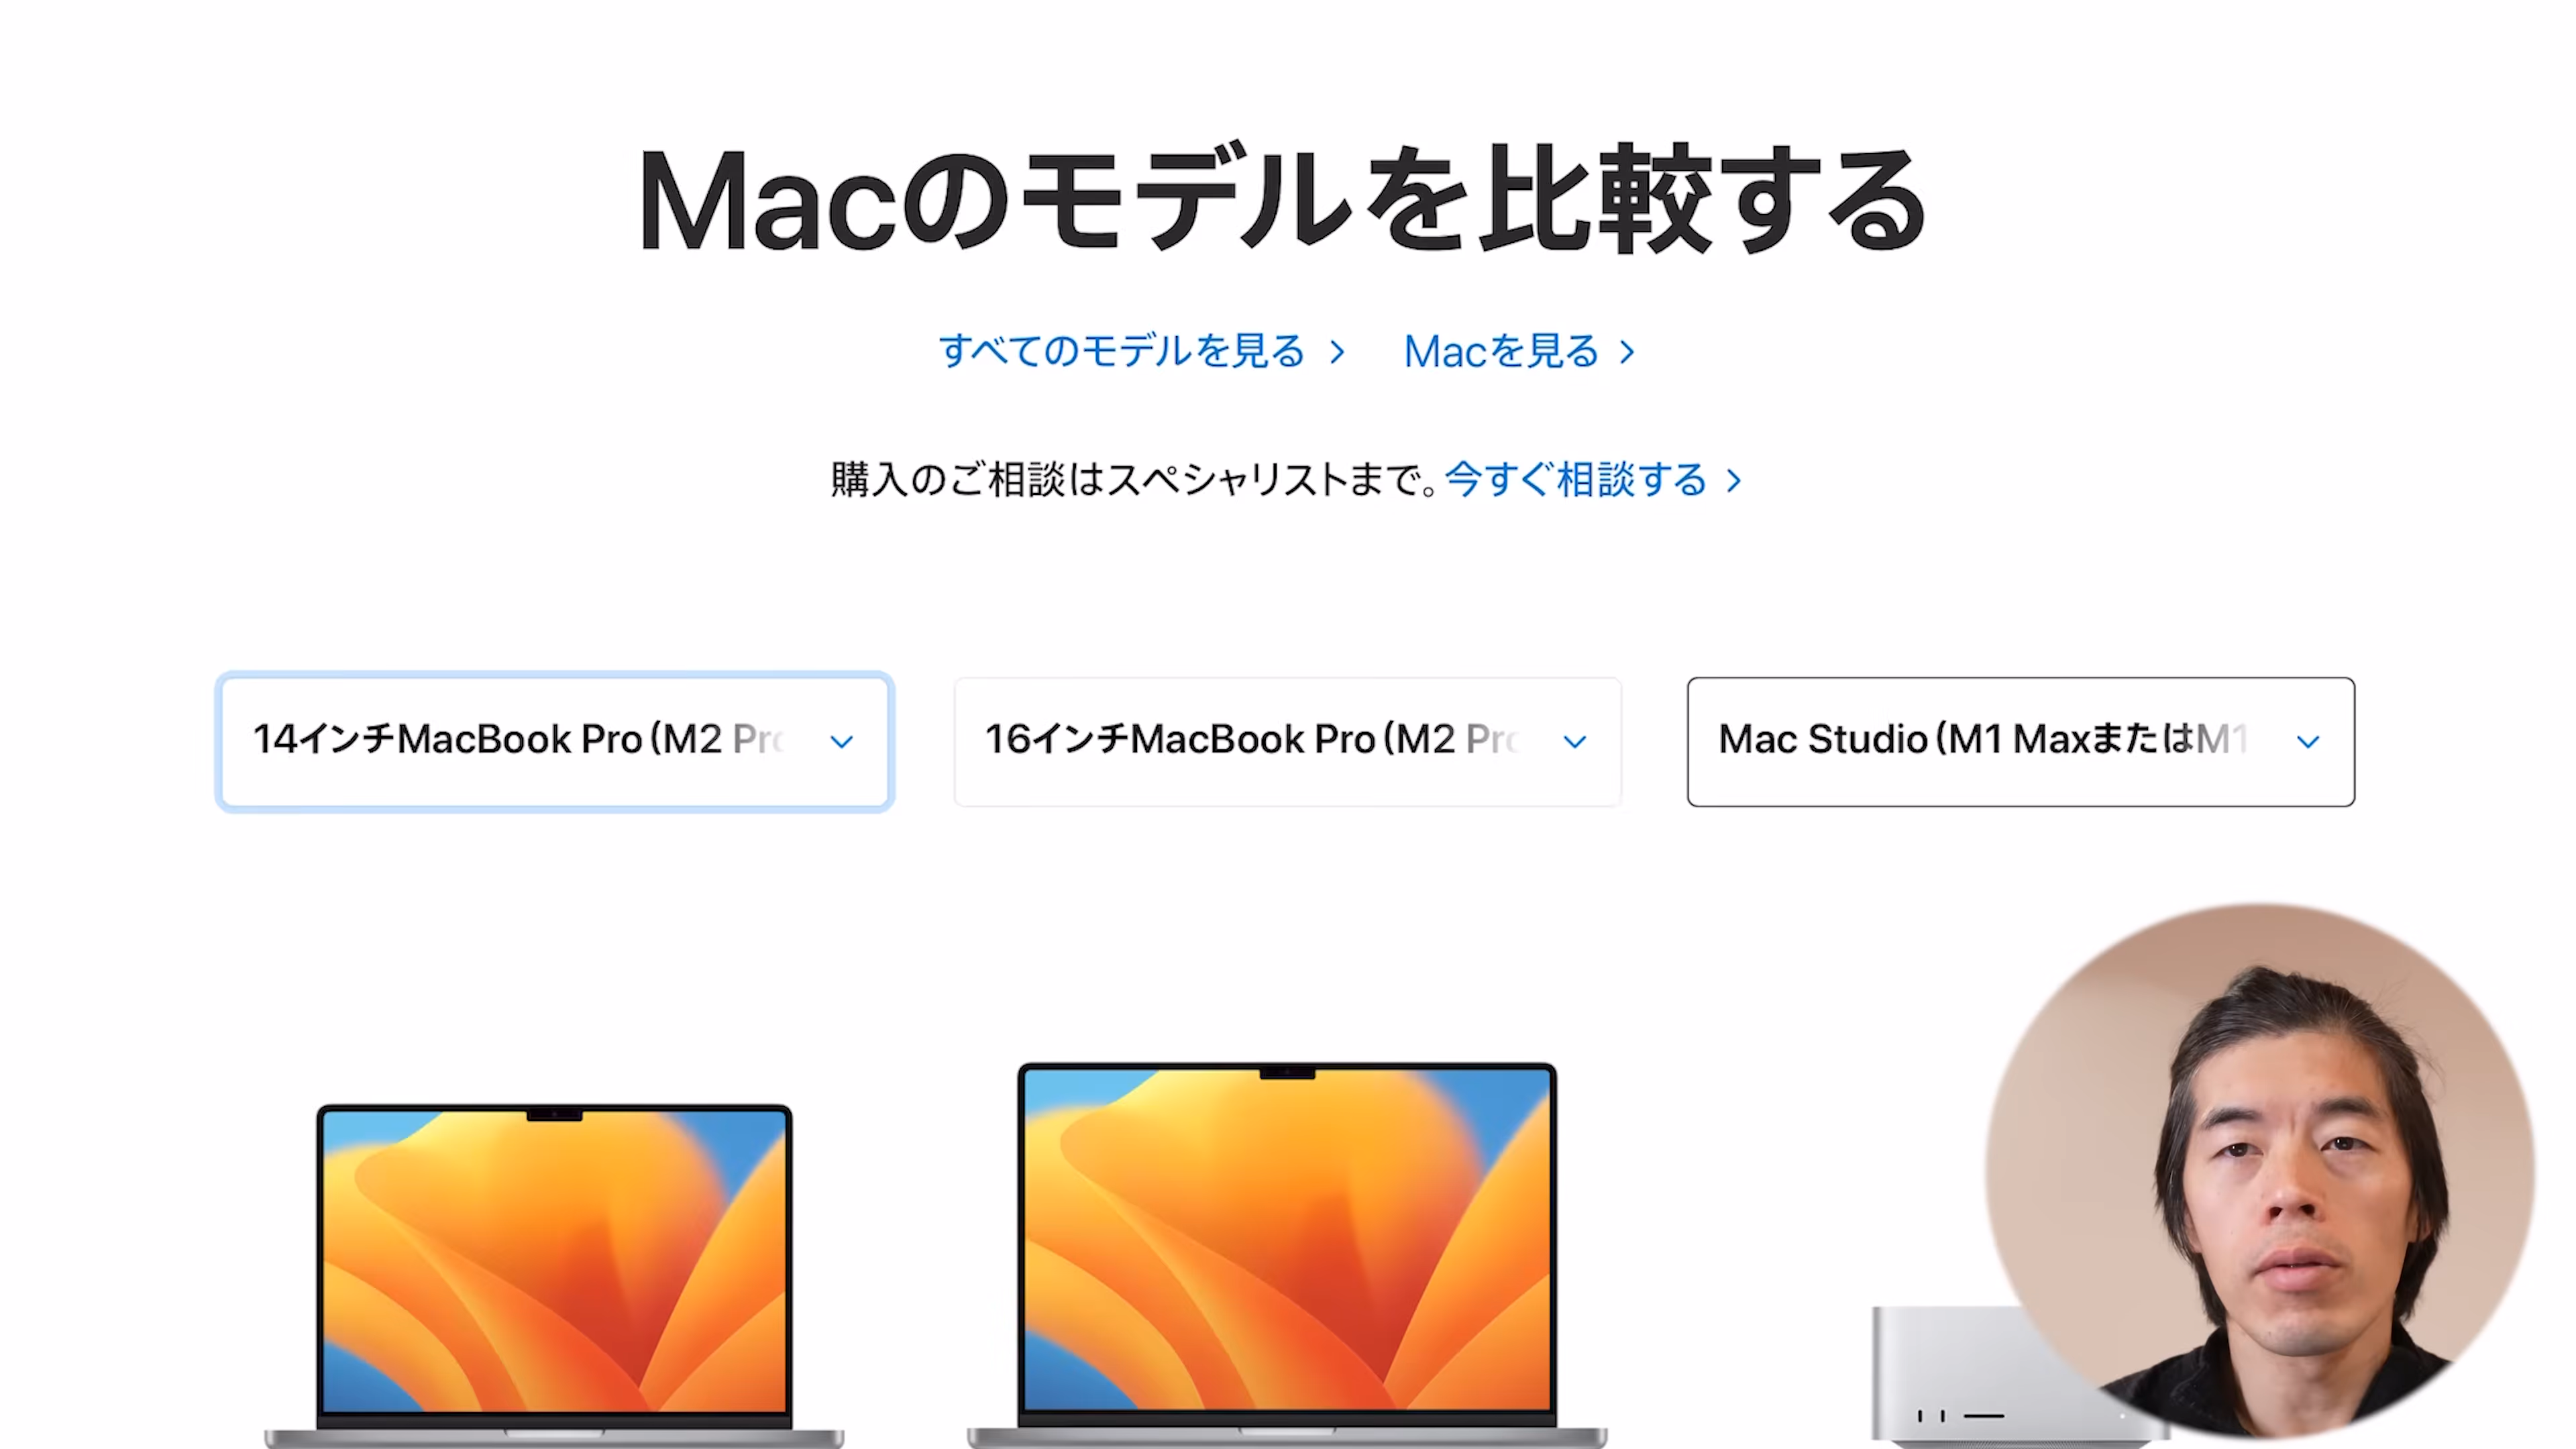 Macのモデルを比較する
すべてのモデルを見る > Macを見る >
購入のご相談はスペシャリストまで。今すぐ相談する >
14インチMacBook Pro（M2 Pro
16インチMacBook Pro（M2 Pro
Mac Studio（M1 MaxまたはM1